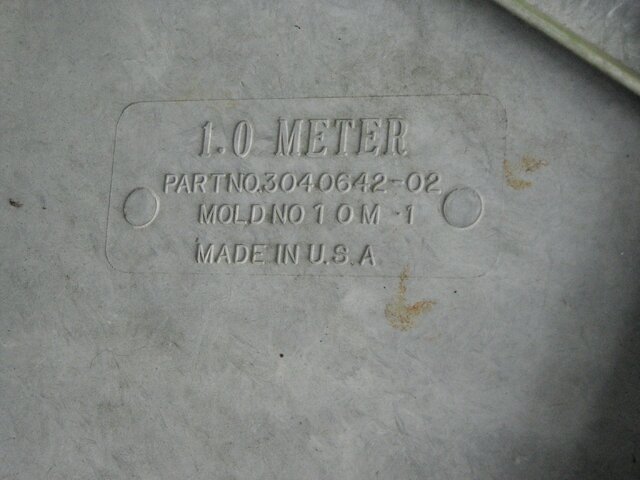 1.0 METER
PART NO. 3040642-02
MOLD NO 1 0 M -1
MADE IN U.S.A